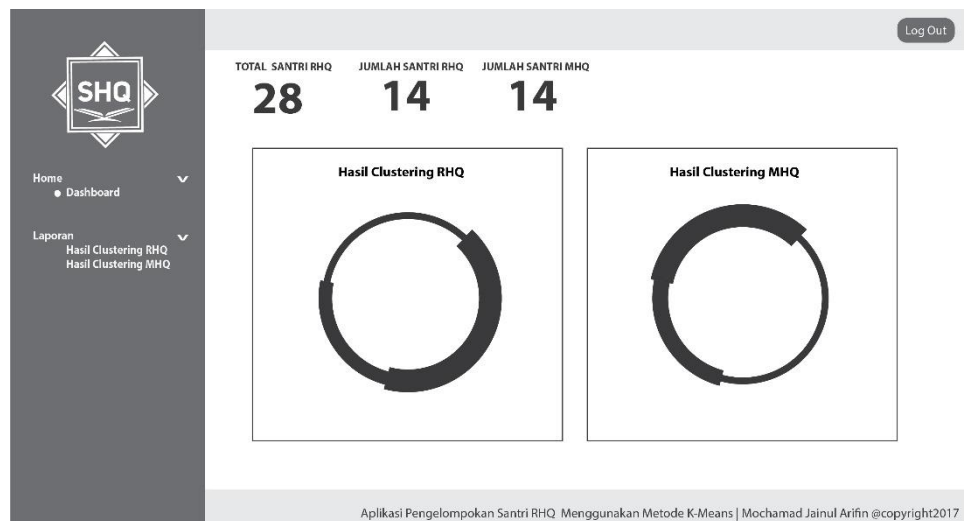 SHQ
Home
Dashboard
Laporan
Hasil Clustering RHQ
Hasil Clustering MHQ
Log Out
TOTAL SANTRI RHQ
28
JUMLAH SANTRI RHQ
14
JUMLAH SANTRI MHQ
14
Hasil Clustering RHQ
Hasil Clustering MHQ
Aplikasi Pengelompokan Santri RHQ Menggunakan Metode K-Means | Mochamad Jainul Arifin @copyright2017